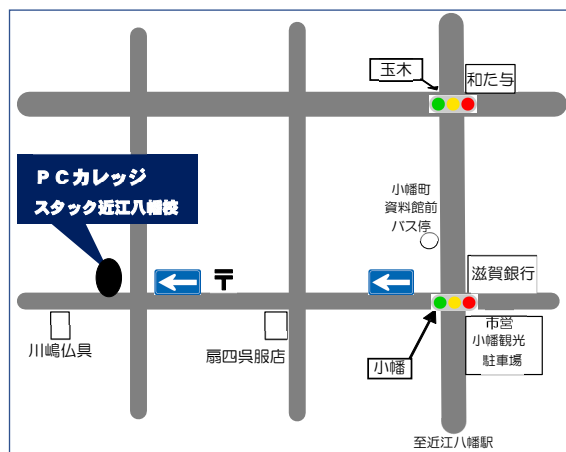 玉木
和た与
PCカレッジ
スタック近江八幡校
小幡町
資料館前
バス停
〒
滋賀銀行
市営
小幡観光
駐車場
川嶋仏具
扇四呉服店
小幡
至近江八幡駅